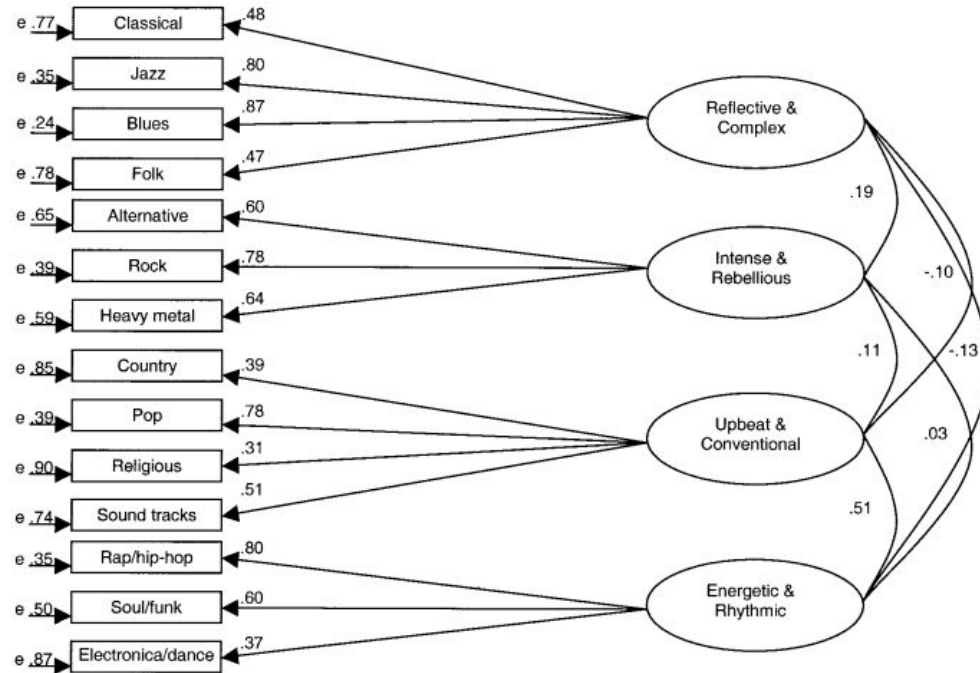 e .77 Classical .48
e .35 Jazz .80
e .24 Blues .87
e .78 Folk .47
Reflective &
Complex
.19
e .65 Alternative .60
e .39 Rock .78
e .59 Heavy metal .64
Intense &
Rebellious
-.10
.11
-.13
e .85 Country .39
e .39 Pop .78
e .90 Religious .31
e .74 Sound tracks .51
Upbeat &
Conventional
.03
.51
e .35 Rap/hip-hop .80
e .50 Soul/funk .60
e .87 Electronica/dance .37
Energetic &
Rhythmic